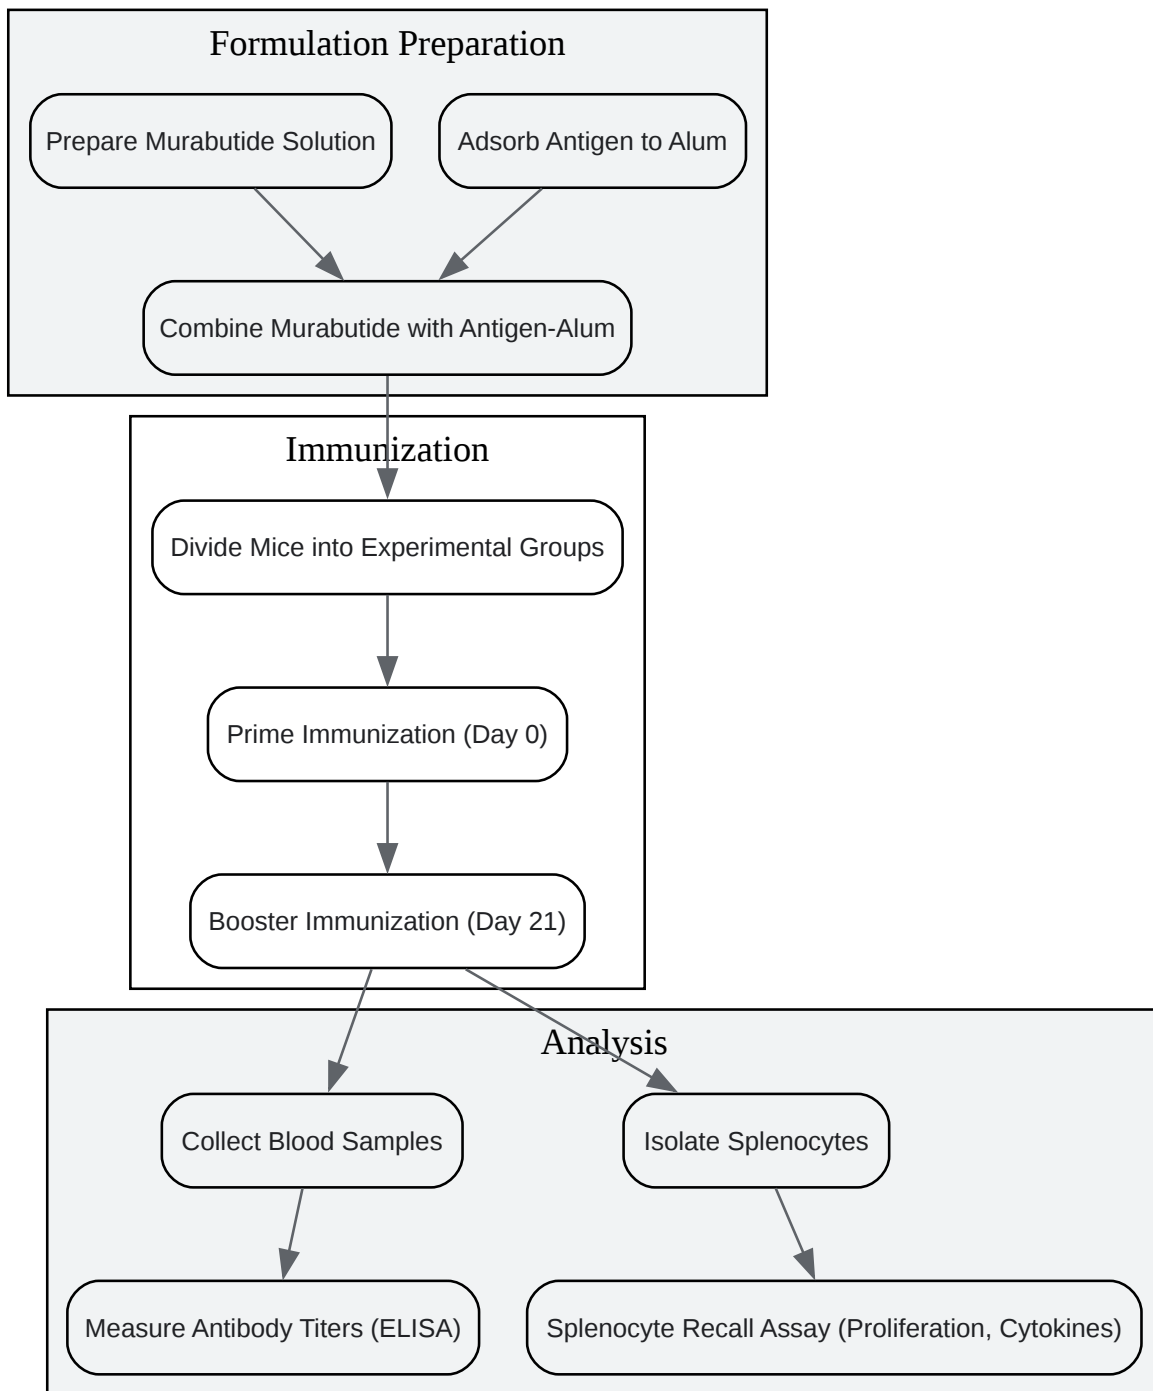 Formulation Preparation
Prepare Murabutide Solution
Adsorb Antigen to Alum
Combine Murabutide with Antigen-Alum
Immunization
Divide Mice into Experimental Groups
Prime Immunization (Day 0)
Booster Immunization (Day 21)
Analysis
Collect Blood Samples
Isolate Splenocytes
Measure Antibody Titers (ELISA)
Splenocyte Recall Assay (Proliferation, Cytokines)